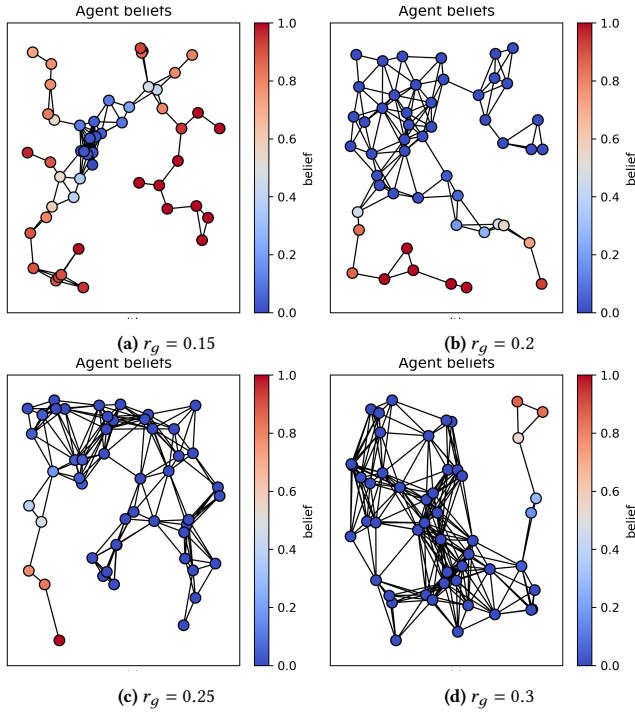 Agent beliefs Agent beliefs
1.0 1.0
0.8 0.8
0.6 0.6
belief belief
0.4 0.4
0.2 0.2
0.0 0.0
(a) r_g = 0.15 (b) r_g = 0.2
Agent beliefs Agent beliefs
1.0 1.0
0.8 0.8
0.6 0.6
belief belief
0.4 0.4
0.2 0.2
0.0 0.0
(c) r_g = 0.25 (d) r_g = 0.3